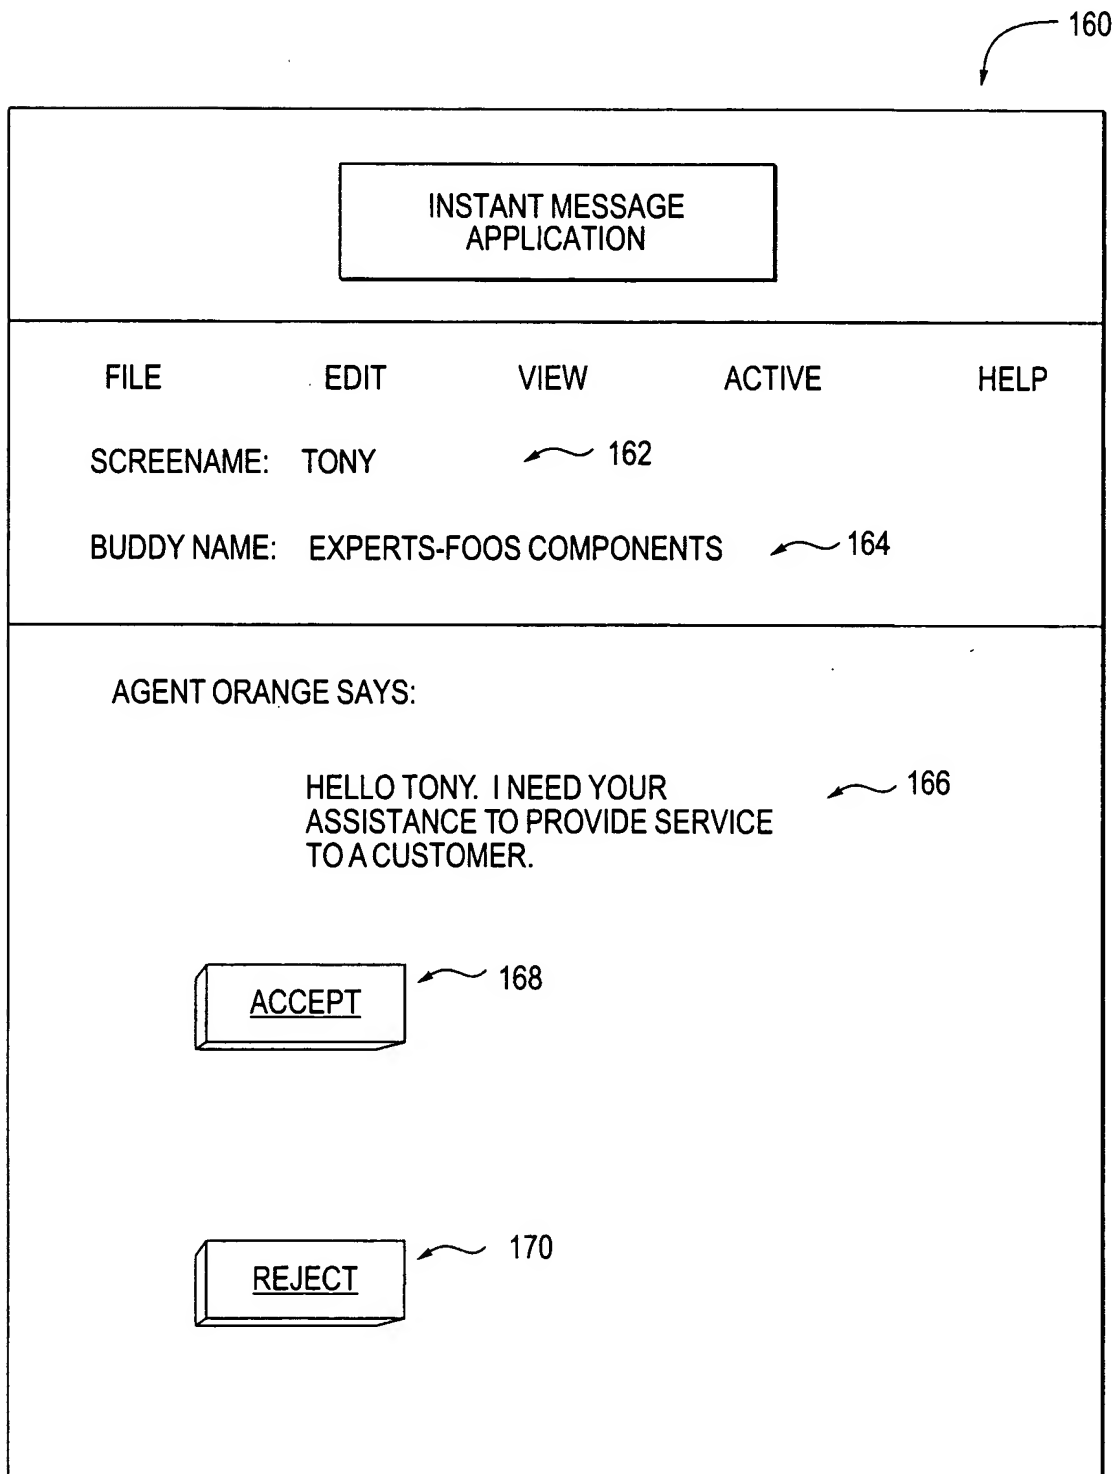 160
INSTANT MESSAGE
APPLICATION
FILE EDIT VIEW ACTIVE HELP
SCREENAME: TONY 162
BUDDY NAME: EXPERTS-FOOS COMPONENTS 164
AGENT ORANGE SAYS:
HELLO TONY. I NEED YOUR 166
ASSISTANCE TO PROVIDE SERVICE
TO A CUSTOMER.
ACCEPT 168
REJECT 170